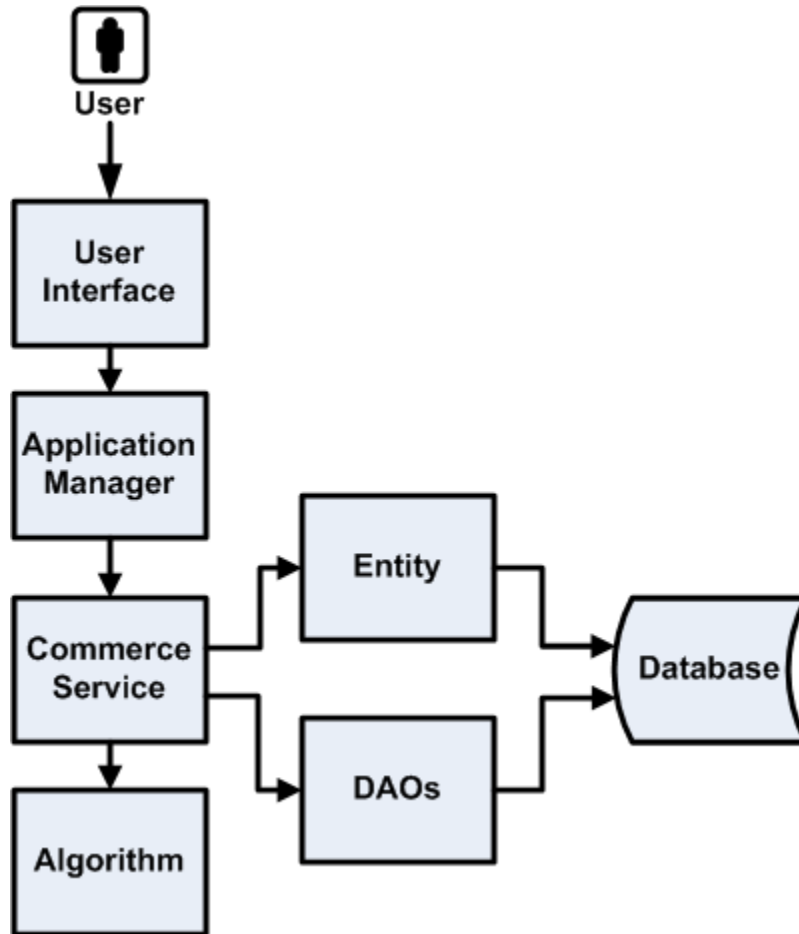 User
User
Interface
Application
Manager
Commerce
Service
Algorithm
Entity
DAOs
Database